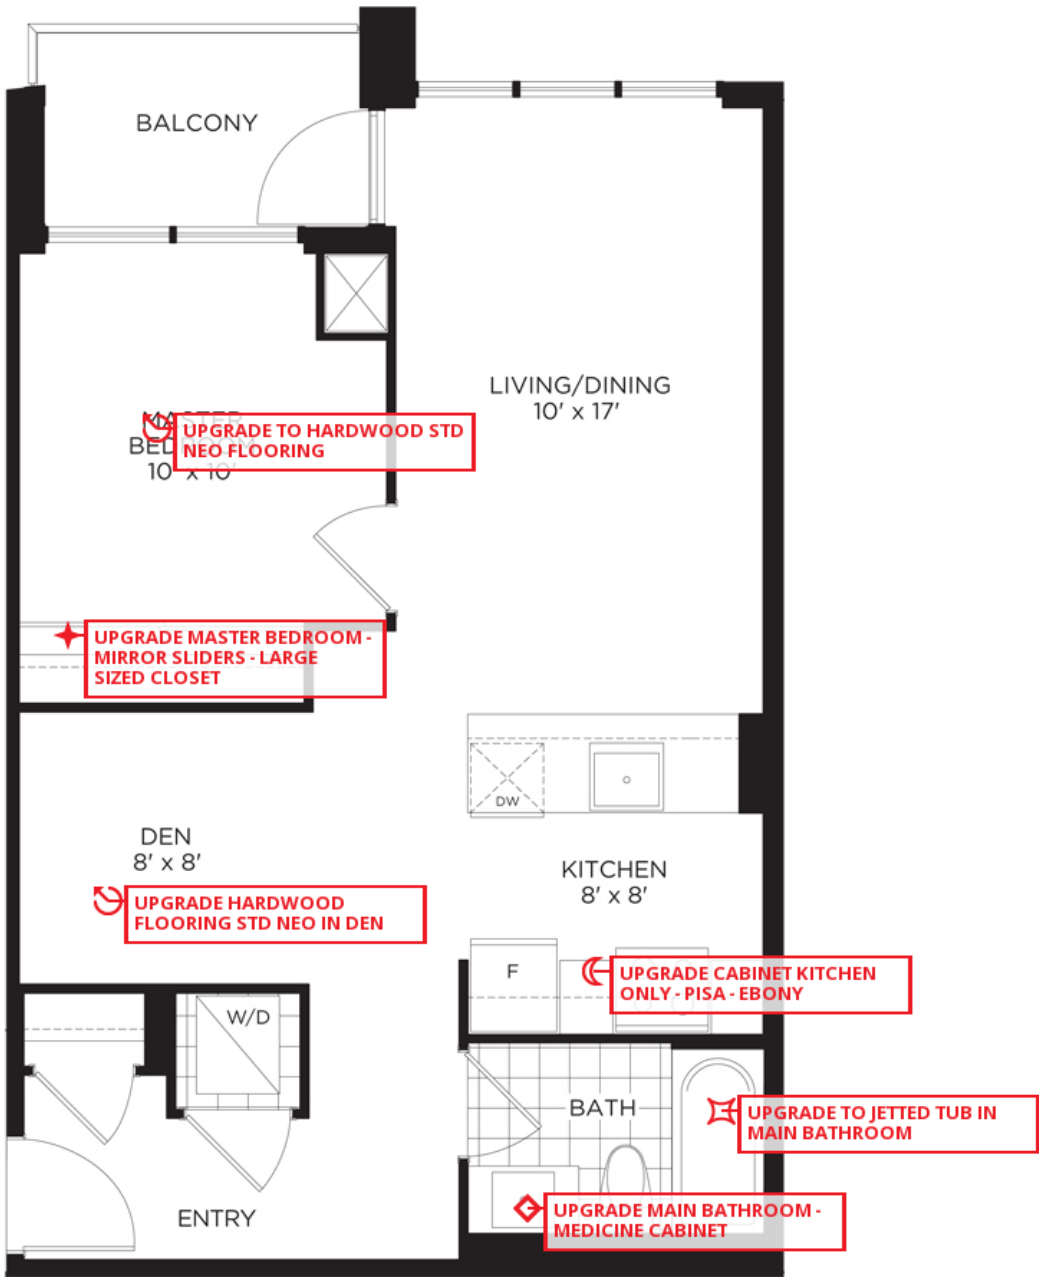 BALCONY
LIVING/DINING
10' x 17'
MASTER
BEDROOM
10' x 10'
UPGRADE TO HARDWOOD STD
NEO FLOORING
UPGRADE MASTER BEDROOM -
MIRROR SLIDERS - LARGE
SIZED CLOSET
DW
DEN
8' x 8'
KITCHEN
8' x 8'
UPGRADE HARDWOOD
FLOORING STD NEO IN DEN
F
UPGRADE CABINET KITCHEN
ONLY - PISA - EBONY
W/D
BATH
UPGRADE TO JETTED TUB IN
MAIN BATHROOM
ENTRY
UPGRADE MAIN BATHROOM -
MEDICINE CABINET